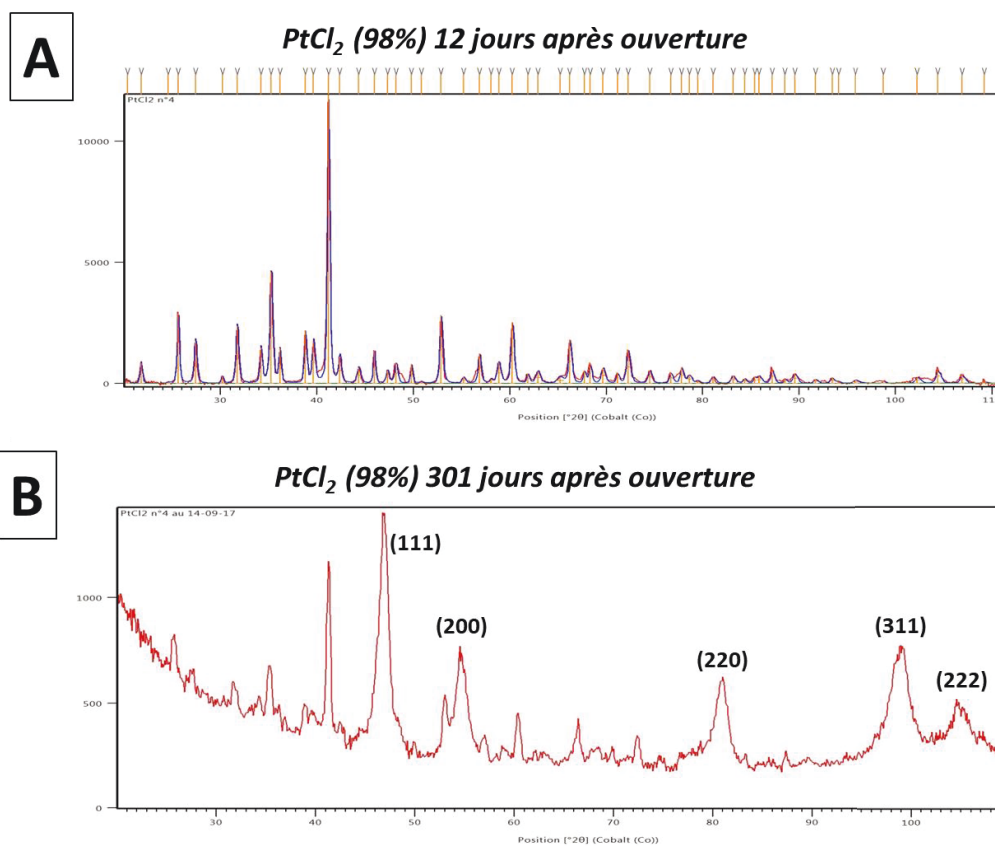 A
PtCl2 (98%) 12 jours après ouverture
PtCl2 n°4
10000
5000
0
30 40 50 60 70 80 90 100 11
Position [°2θ] (Cobalt (Co))
B
PtCl2 (98%) 301 jours après ouverture
PtCl2 n°4 au 14-09-17
(111)
1000
(200)
(311)
(220)
(222)
500
0
30 40 50 60 70 80 90 100
Position [°2θ] (Cobalt (Co))